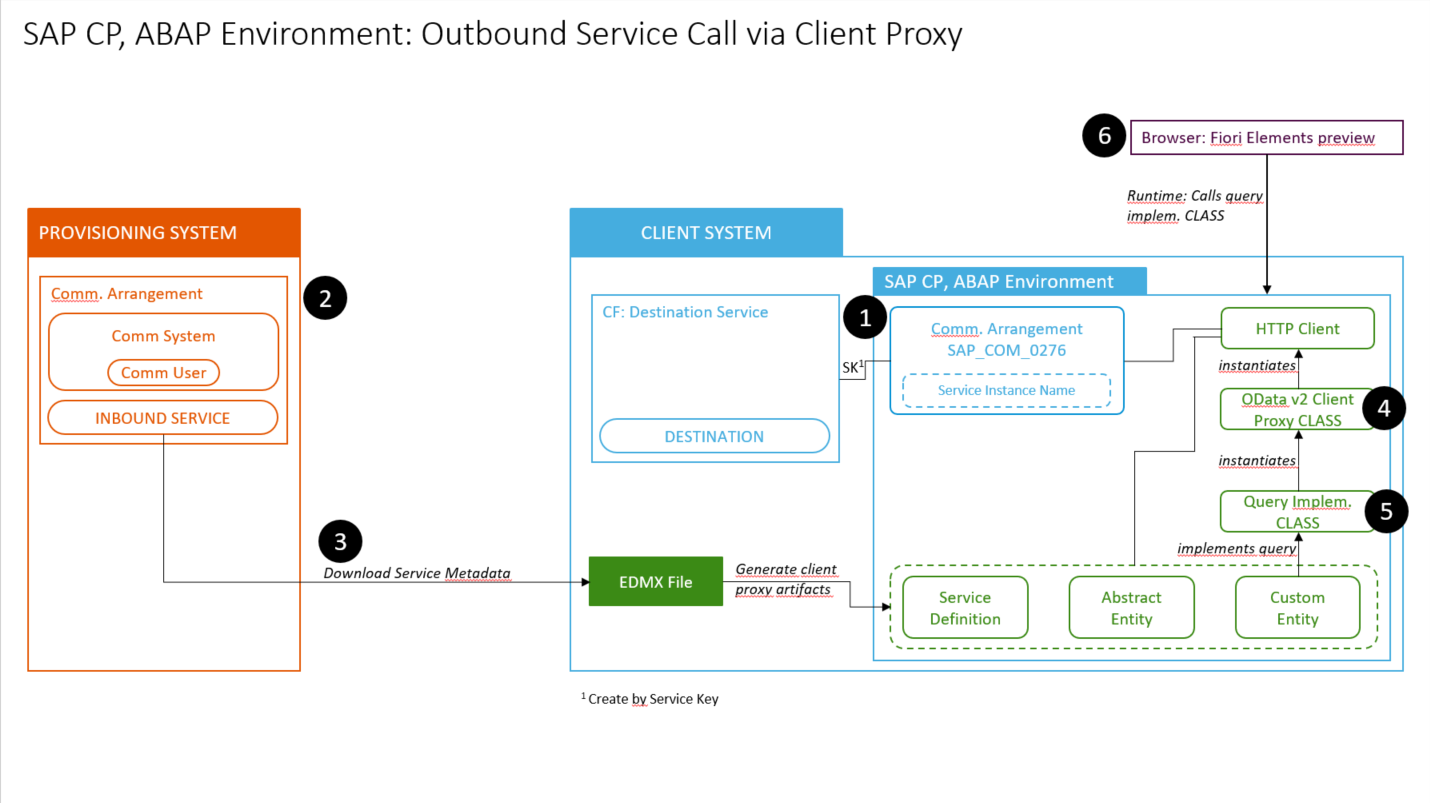 SAP CP, ABAP Environment: Outbound Service Call via Client Proxy
6
Browser: Fiori Elements preview
Runtime: Calls query
implem. CLASS
PROVISIONING SYSTEM
Comm. Arrangement
2
Comm System
Comm User
INBOUND SERVICE
3
Download Service Metadata
CLIENT SYSTEM
CF: Destination Service
DESTINATION
SK1
EDMX File
Generate client
proxy artifacts
SAP CP, ABAP Environment
1
Comm. Arrangement
SAP_COM_0276
Service Instance Name
HTTP Client
instantiates
OData v2 Client
Proxy CLASS
4
instantiates
Query Implem.
CLASS
5
implements query
Service
Definition
Abstract
Entity
Custom
Entity
1 Create by Service Key